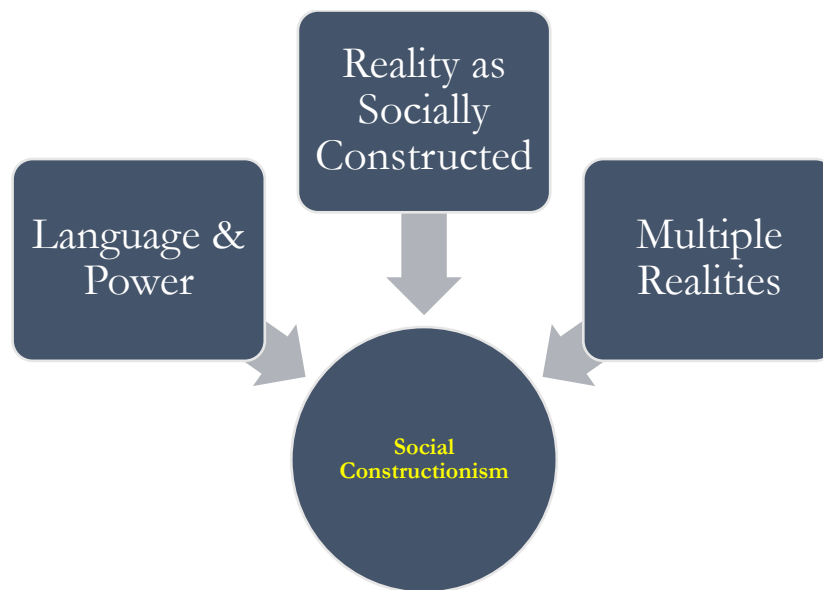 Reality as
Socially
Constructed
Language &
Power
Multiple
Realities
Social
Constructionism